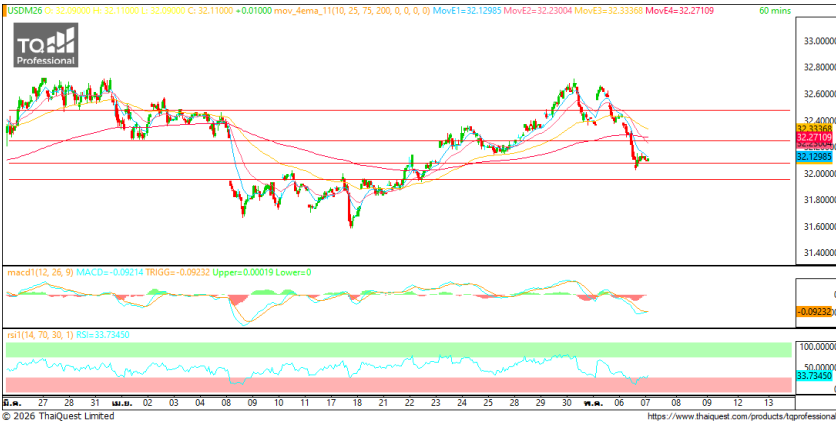 USDM26 O: 32.09000 H: 32.11000 L: 32.09000 C: 32.11000 +0.01000 mov_4ema_11(10, 25, 75, 200, 0, 0, 0, 0) MovE1=32.12985 MovE2=32.23004 MovE3=32.33368 MovE4=32.27109 60 mins
TQ
Professional
33.00000
32.80000
32.60000
32.40000
32.33368
32.27109
32.12985
32.00000
31.80000
31.60000
31.40000
macd1(12, 26, 9) MACD=-0.09214 TRIGG=-0.09232 Upper=0.00019 Lower=0
-0.09232
rsi1(14, 70, 30, 1) RSI=33.73450
100.00000
50.00000
33.73450
มี.ค. 27 28 31 เม.ย. 02 03 04 08 09 10 11 17 18 21 22 23 24 25 28 29 30 พ.ค. 06 07 08 09 12 13
© 2026 ThaiQuest Limited https://www.thaiquest.com/products/tqprofessional